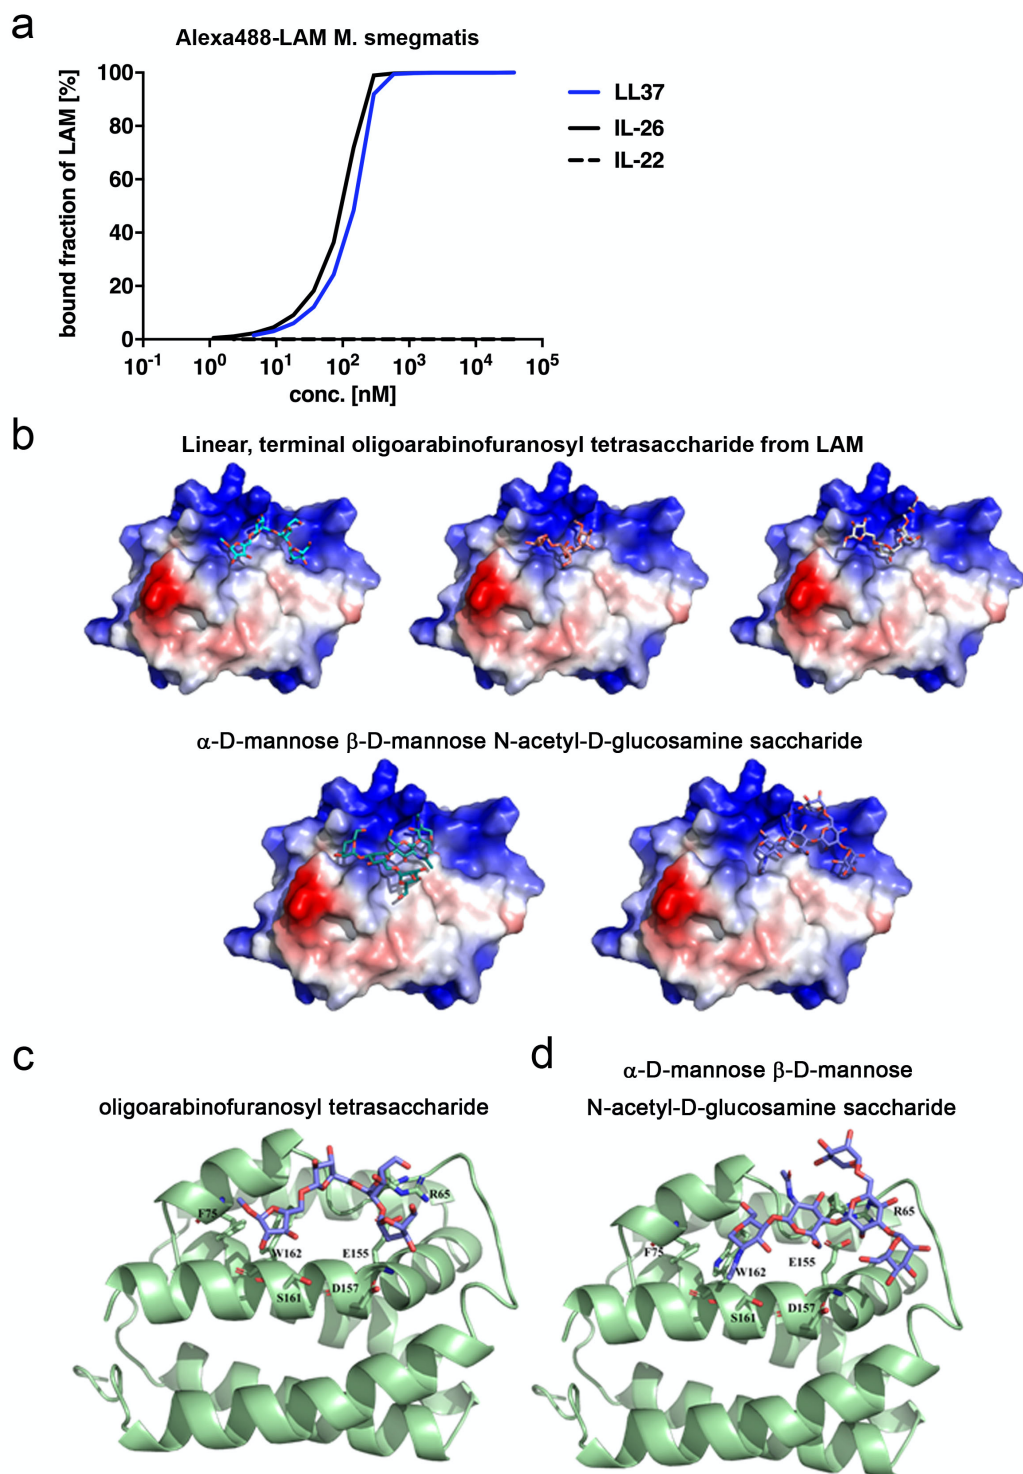 a
Alexa488-LAM M. smegmatis
bound fraction of LAM [%]
100
80
60
40
20
0
10-1 100 101 102 103 104 105
conc. [nM]
LL37
IL-26
IL-22
b
Linear, terminal oligoarabinofuranosyl tetrasaccharide from LAM
α-D-mannose β-D-mannose N-acetyl-D-glucosamine saccharide
c
oligoarabinofuranosyl tetrasaccharide
F75
R65
W162
E155
S161
D157
d
α-D-mannose β-D-mannose
N-acetyl-D-glucosamine saccharide
R65
F75
W162
E155
S161
D157